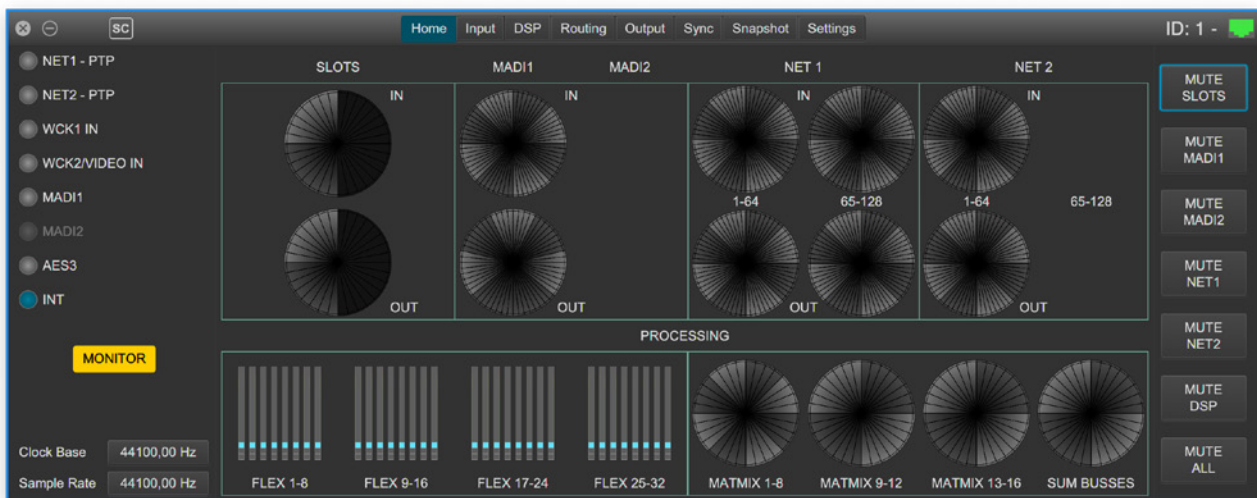 SC
Home Input DSP Routing Output Sync Snapshot Settings
ID: 1 -
NET1 - PTP
NET2 - PTP
WCK1 IN
WCK2/VIDEO IN
MADI1
MADI2
AES3
INT
MONITOR
Clock Base 44100,00 Hz
Sample Rate 44100,00 Hz
SLOTS MADI1 MADI2 NET 1 NET 2
IN IN IN IN
1-64 65-128 1-64 65-128
OUT OUT OUT OUT
PROCESSING
FLEX 1-8 FLEX 9-16 FLEX 17-24 FLEX 25-32 MATMIX 1-8 MATMIX 9-12 MATMIX 13-16 SUM BUSSES
MUTE
SLOTS
MUTE
MADI1
MUTE
MADI2
MUTE
NET1
MUTE
NET2
MUTE
DSP
MUTE
ALL